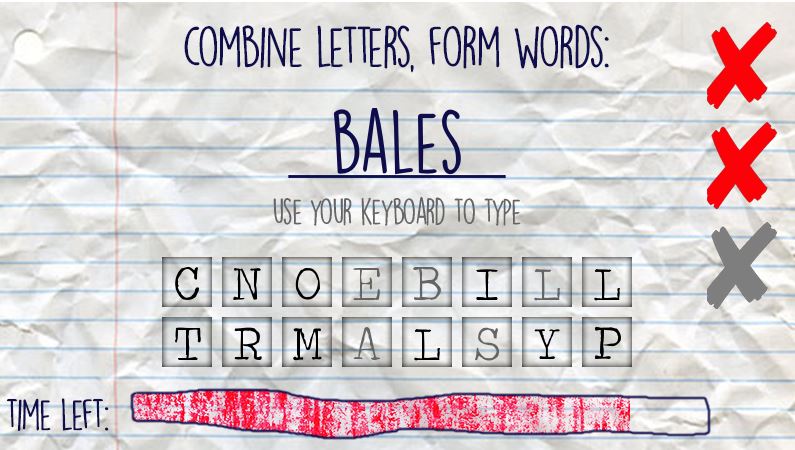 COMBINE LETTERS, FORM WORDS:
BALES
USE YOUR KEYBOARD TO TYPE
C N O E B I L L
T R M A L S Y P
TIME LEFT: